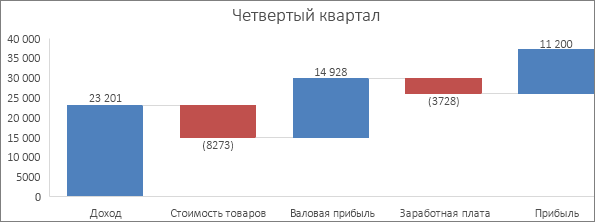 Четвертый квартал
40 000
35 000
30 000
25 000
20 000
15 000
10 000
5000
0
23 201
(8273)
14 928
(3728)
11 200
Доход
Стоимость товаров
Валовая прибыль
Заработная плата
Прибыль